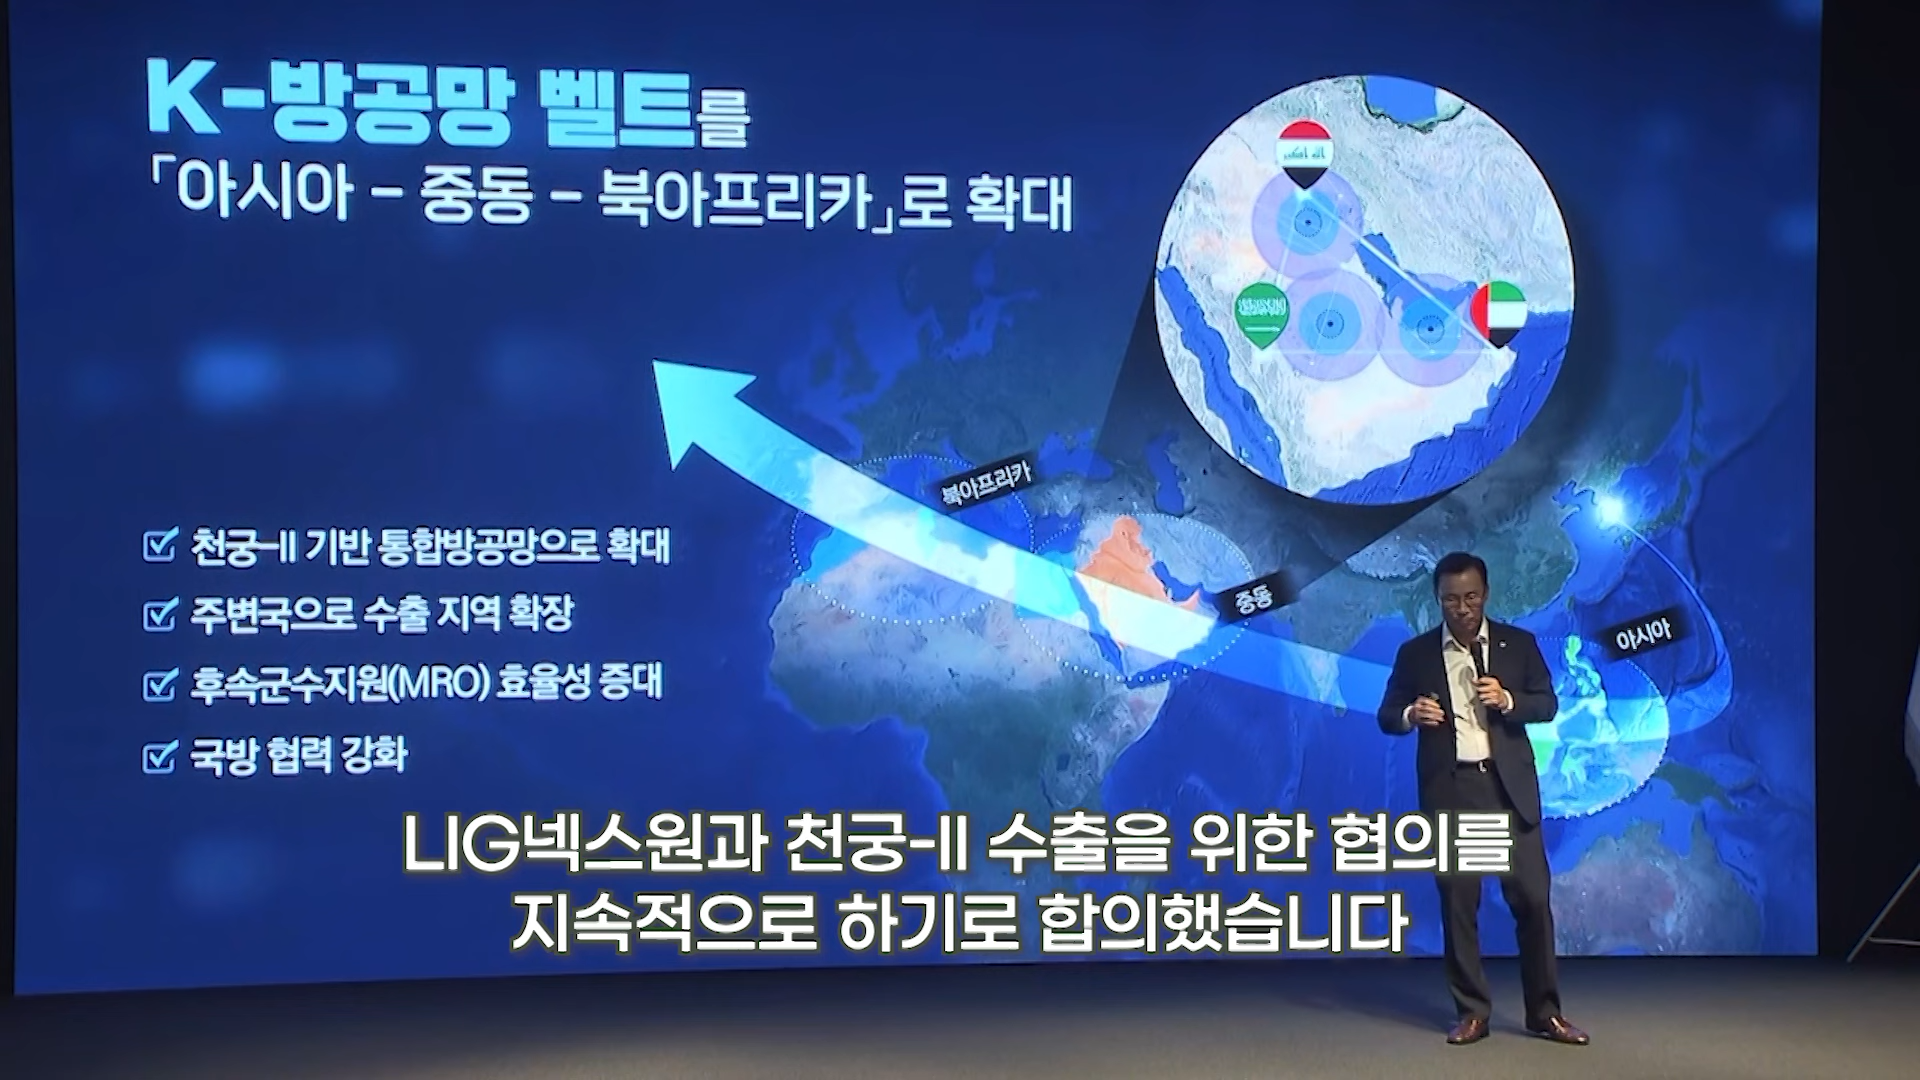 K-방공망 벨트를
「아시아 - 중동 - 북아프리카」로 확대
북아프리카
중동
아시아
천궁-II 기반 통합방공망으로 확대
주변국으로 수출 지역 확장
후속군수지원(MRO) 효율성 증대
국방 협력 강화
LIG넥스원과 천궁-II 수출을 위한 협의를
지속적으로 하기로 합의했습니다